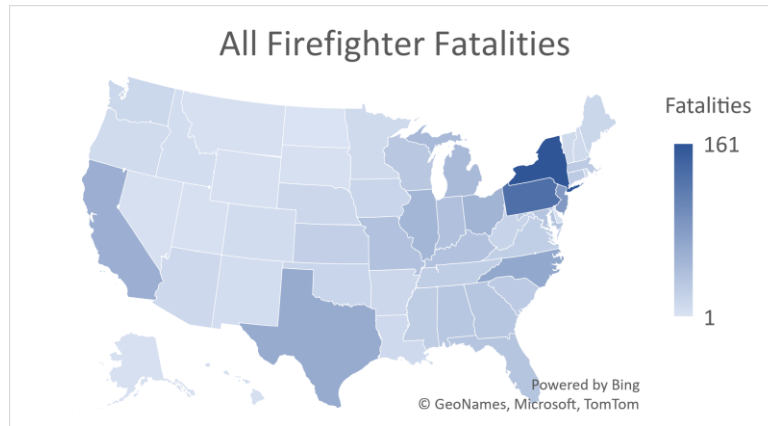 All Firefighter Fatalities
Fatalities
161
1
Powered by Bing
© GeoNames, Microsoft, TomTom